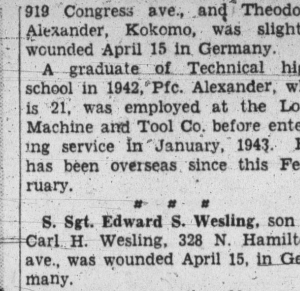 919 Congress ave., and Theodo
Alexander, Kokomo, was slight
wounded April 15 in Germany.
A graduate of Technical hig
school in 1942, Pfc. Alexander, wh
is 21, was employed at the Lo
Machine and Tool Co. before ente
ing service in January, 1943. H
has been overseas since this Fe
ruary.
# # #
S. Sgt. Edward S. Wesling, son
Carl H. Wesling, 328 N. Hamilt
ave., was wounded April 15, in Ge
many.